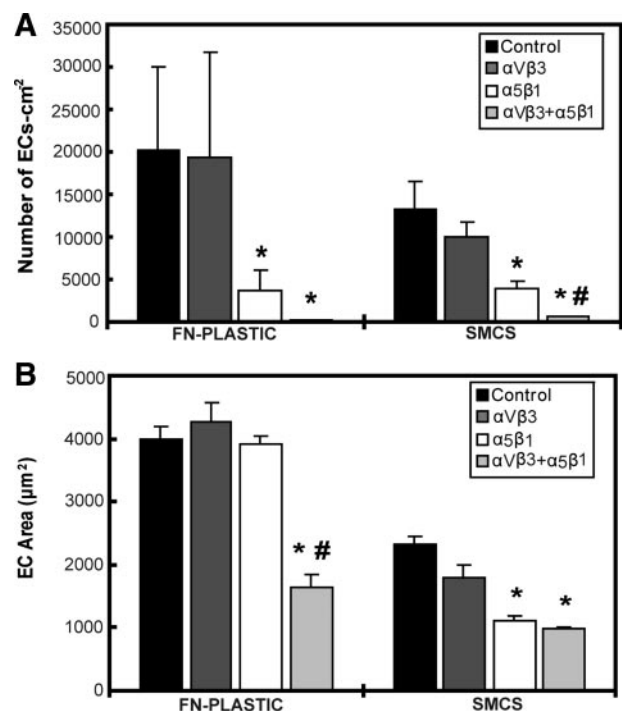 A
Number of ECs-cm-2
35000
30000
25000
20000
15000
10000
5000
0
Control
αVβ3
α5β1
αVβ3+α5β1
*
*
*
* #
FN-PLASTIC
SMCS
B
EC Area (µm²)
5000
4000
3000
2000
1000
0
Control
αVβ3
α5β1
αVβ3+α5β1
* #
*
*
FN-PLASTIC
SMCS